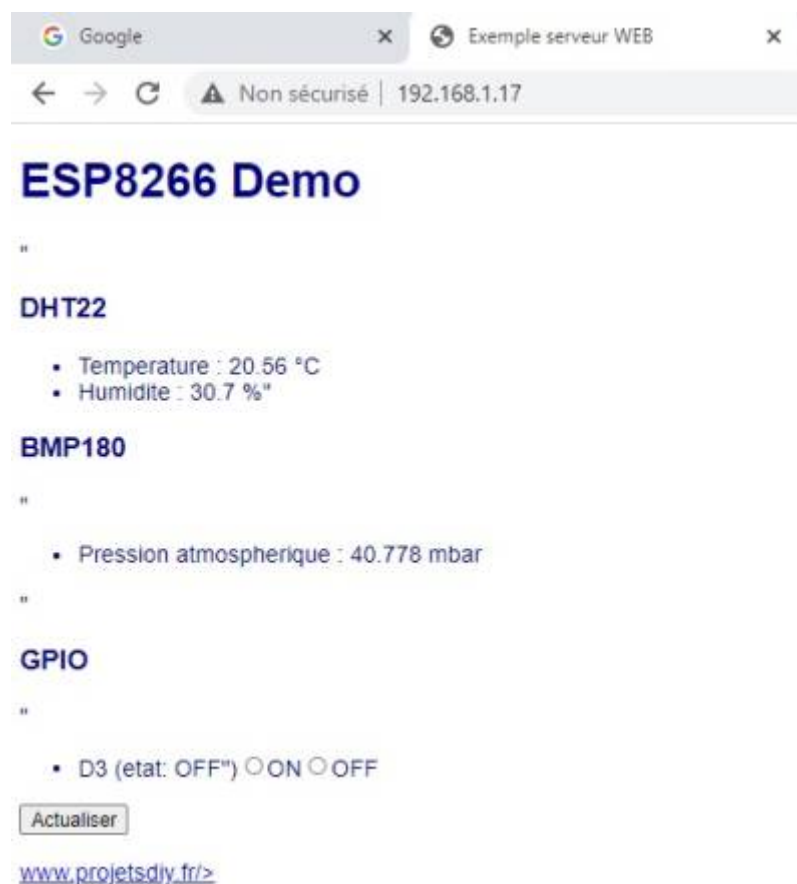 Google
Exemple serveur WEB
Non sécurisé | 192.168.1.17
ESP8266 Demo
"
DHT22
• Temperature : 20.56 °C
• Humidite : 30.7 %"
BMP180
"
• Pression atmospherique : 40.778 mbar
"
GPIO
"
• D3 (etat: OFF") ON OFF
Actualiser
www.projetsdiy.fr/>